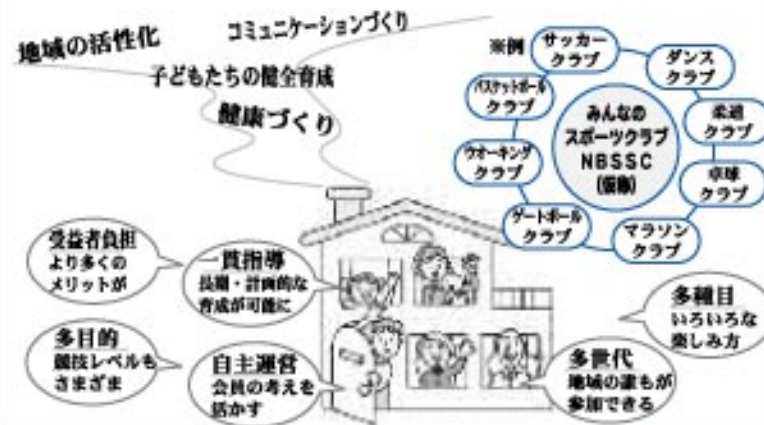 地域の活性化
コミュニケーションづくり
子どもたちの健全育成
健康づくり
※例
サッカー
クラブ
ダンス
クラブ
柔道
クラブ
卓球
クラブ
マラソン
クラブ
ゲートボール
クラブ
ウオーキング
クラブ
バスケットボール
クラブ
みんなの
スポーツクラブ
NBSSC
(仮称)
受益者負担
より多くの
メリットが
一貫指導
長期・計画的な
育成が可能に
多種目
いろいろな
楽しみ方
多目的
競技レベルも
さまざま
自主運営
会員の考えを
活かす
多世代
地域の誰もが
参加できる